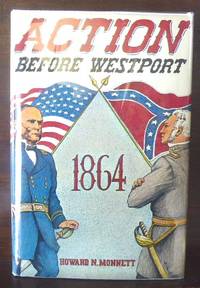 ACTION
BEFORE WESTPORT
1864
HOWARD N. MONNETT